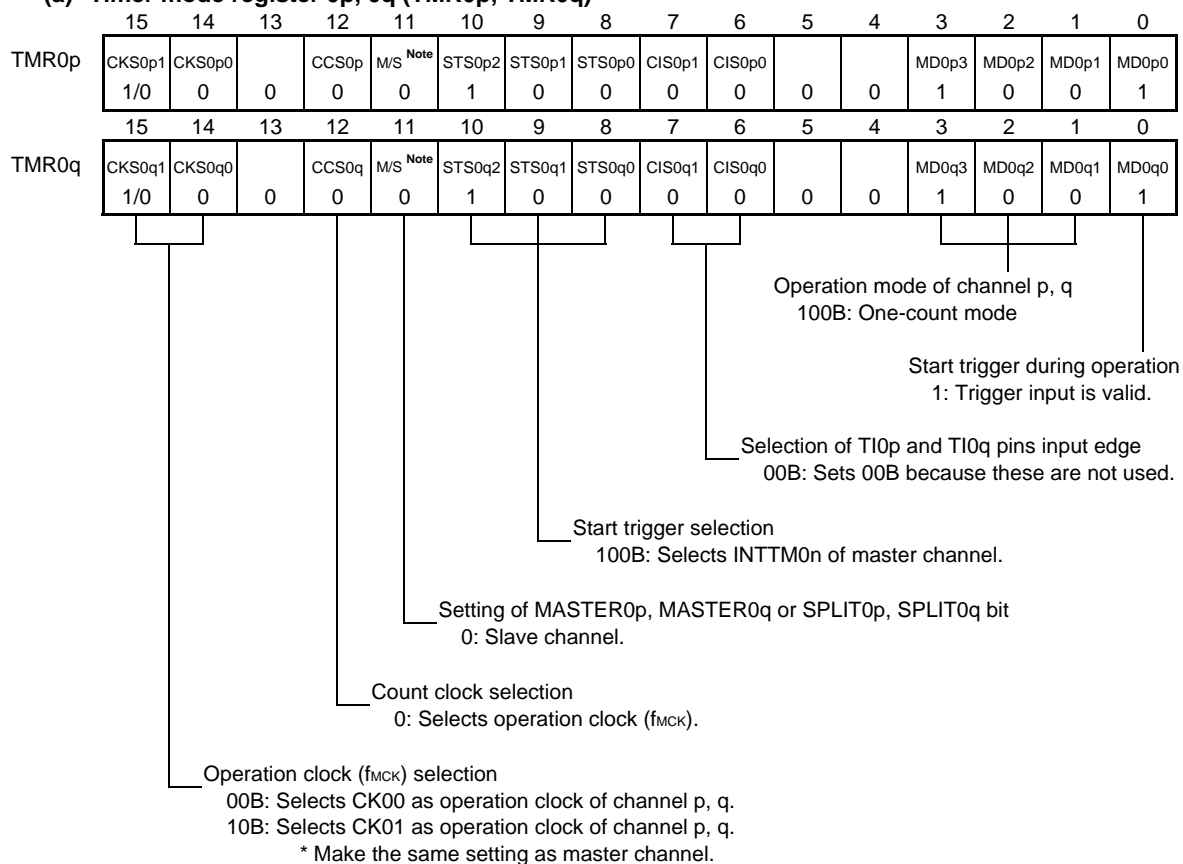 (a) Timer mode register 0p, 0q (TMR0p, TMR0q)
15 14 13 12 11 10 9 8 7 6 5 4 3 2 1 0
TMR0p CKS0p1 CKS0p0 CCS0p M/S Note STS0p2 STS0p1 STS0p0 CIS0p1 CIS0p0 MD0p3 MD0p2 MD0p1 MD0p0
1/0 0 0 0 0 1 0 0 0 0 0 0 1 0 0 1
15 14 13 12 11 10 9 8 7 6 5 4 3 2 1 0
TMR0q CKS0q1 CKS0q0 CCS0q M/S Note STS0q2 STS0q1 STS0q0 CIS0q1 CIS0q0 MD0q3 MD0q2 MD0q1 MD0q0
1/0 0 0 0 0 1 0 0 0 0 0 0 1 0 0 1
Operation mode of channel p, q
100B: One-count mode
Start trigger during operation
1: Trigger input is valid.
Selection of TI0p and TI0q pins input edge
00B: Sets 00B because these are not used.
Start trigger selection
100B: Selects INTTM0n of master channel.
Setting of MASTER0p, MASTER0q or SPLIT0p, SPLIT0q bit
0: Slave channel.
Count clock selection
0: Selects operation clock (fMCK).
Operation clock (fMCK) selection
00B: Selects CK00 as operation clock of channel p, q.
10B: Selects CK01 as operation clock of channel p, q.
* Make the same setting as master channel.